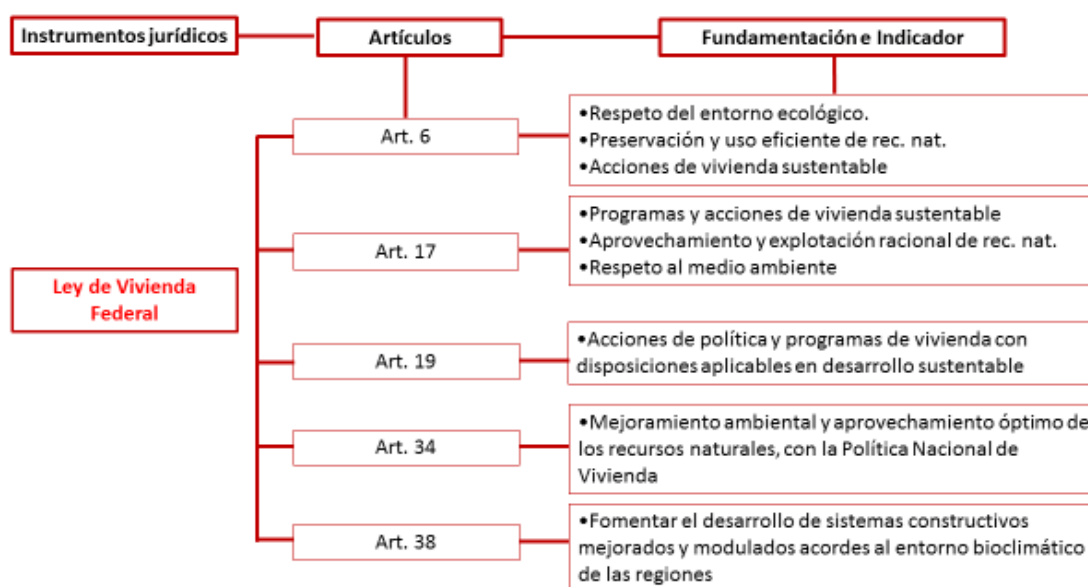 Instrumentos jurídicos
Artículos
Fundamentación e Indicador
Ley de Vivienda
Federal
Art. 6
•Respeto del entorno ecológico.
•Preservación y uso eficiente de rec. nat.
•Acciones de vivienda sustentable
Art. 17
•Programas y acciones de vivienda sustentable
•Aprovechamiento y explotación racional de rec. nat.
•Respeto al medio ambiente
Art. 19
•Acciones de política y programas de vivienda con
disposiciones aplicables en desarrollo sustentable
Art. 34
•Mejoramiento ambiental y aprovechamiento óptimo de
los recursos naturales, con la Política Nacional de
Vivienda
Art. 38
•Fomentar el desarrollo de sistemas constructivos
mejorados y modulados acordes al entorno bioclimático
de las regiones